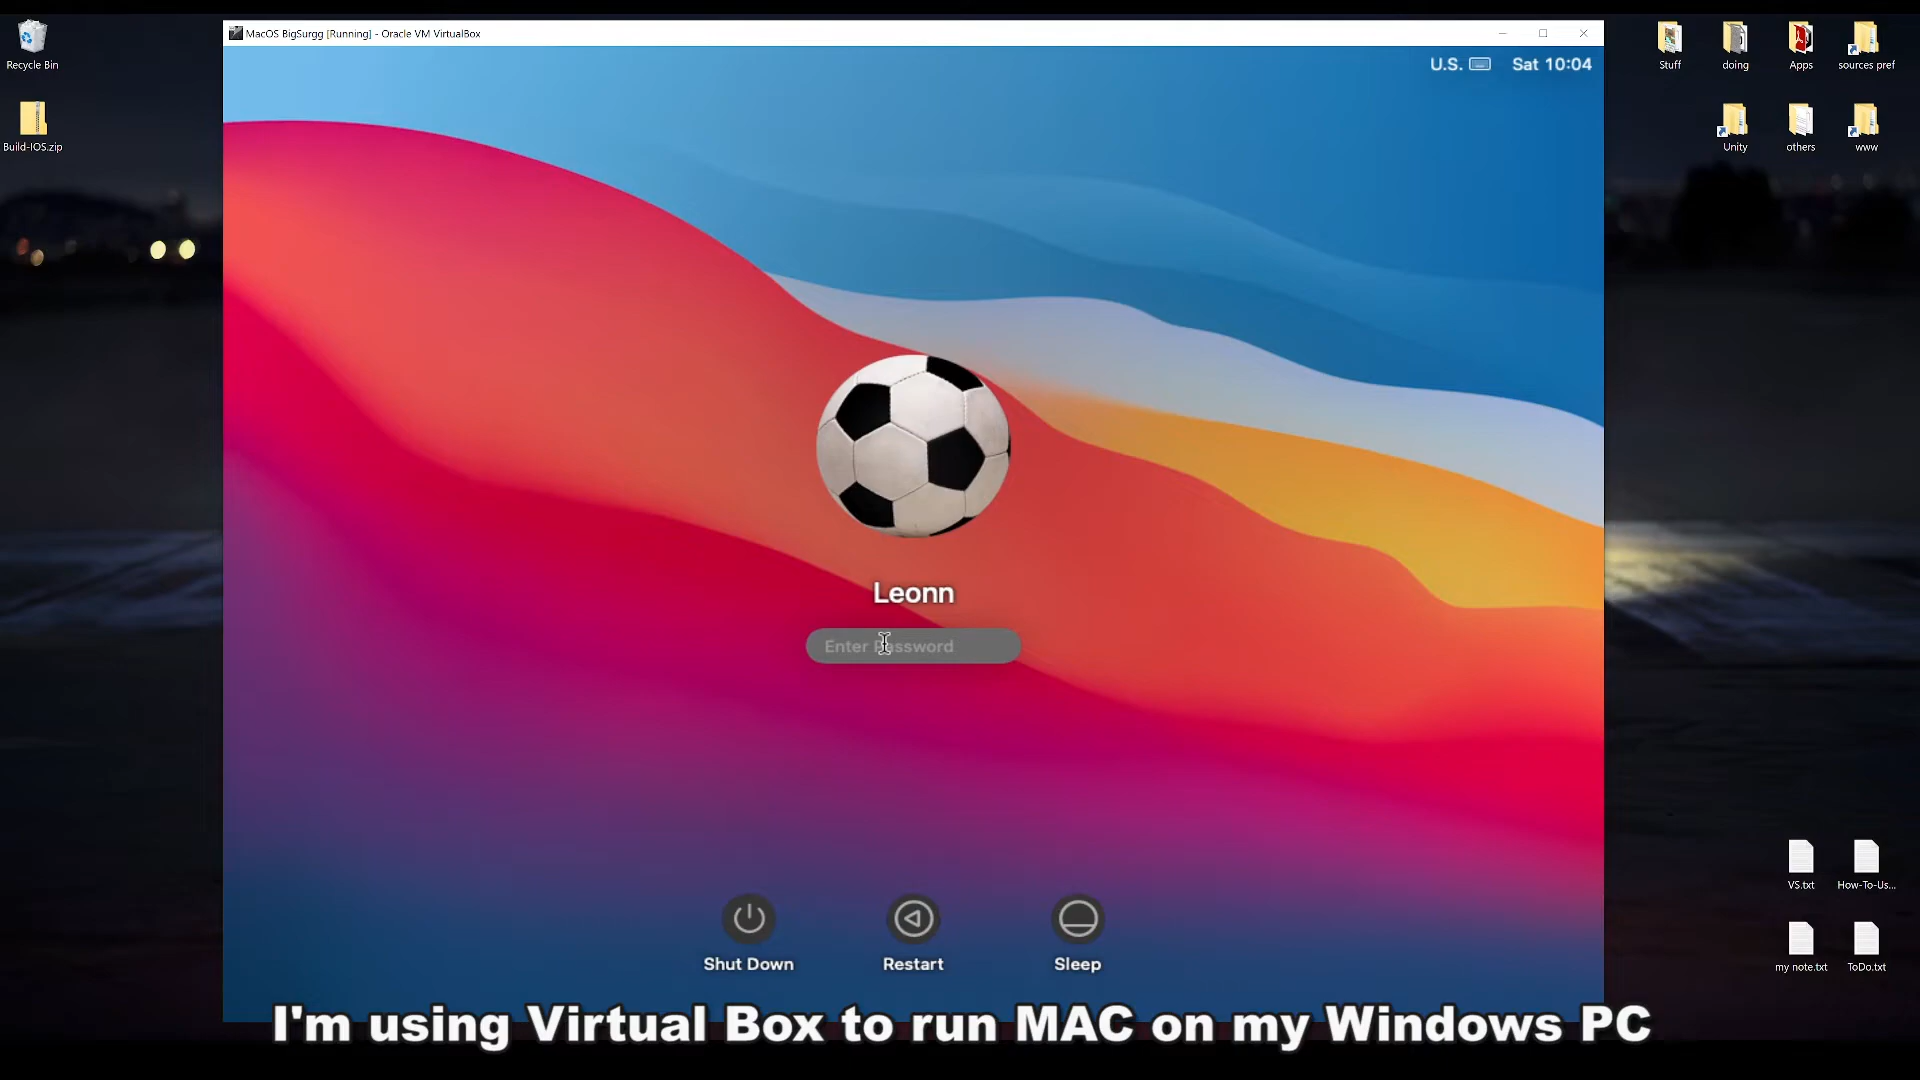 MacOS BigSurgg [Running] - Oracle VM VirtualBox
U.S. Sat 10:04
Recycle Bin
Build-IOS.zip
Stuff
doing
Apps
sources pref
Unity
others
www
Leonn
Enter Password
Shut Down
Restart
Sleep
VS.txt
How-To-Us...
my note.txt
ToDo.txt
I'm using Virtual Box to run MAC on my Windows PC